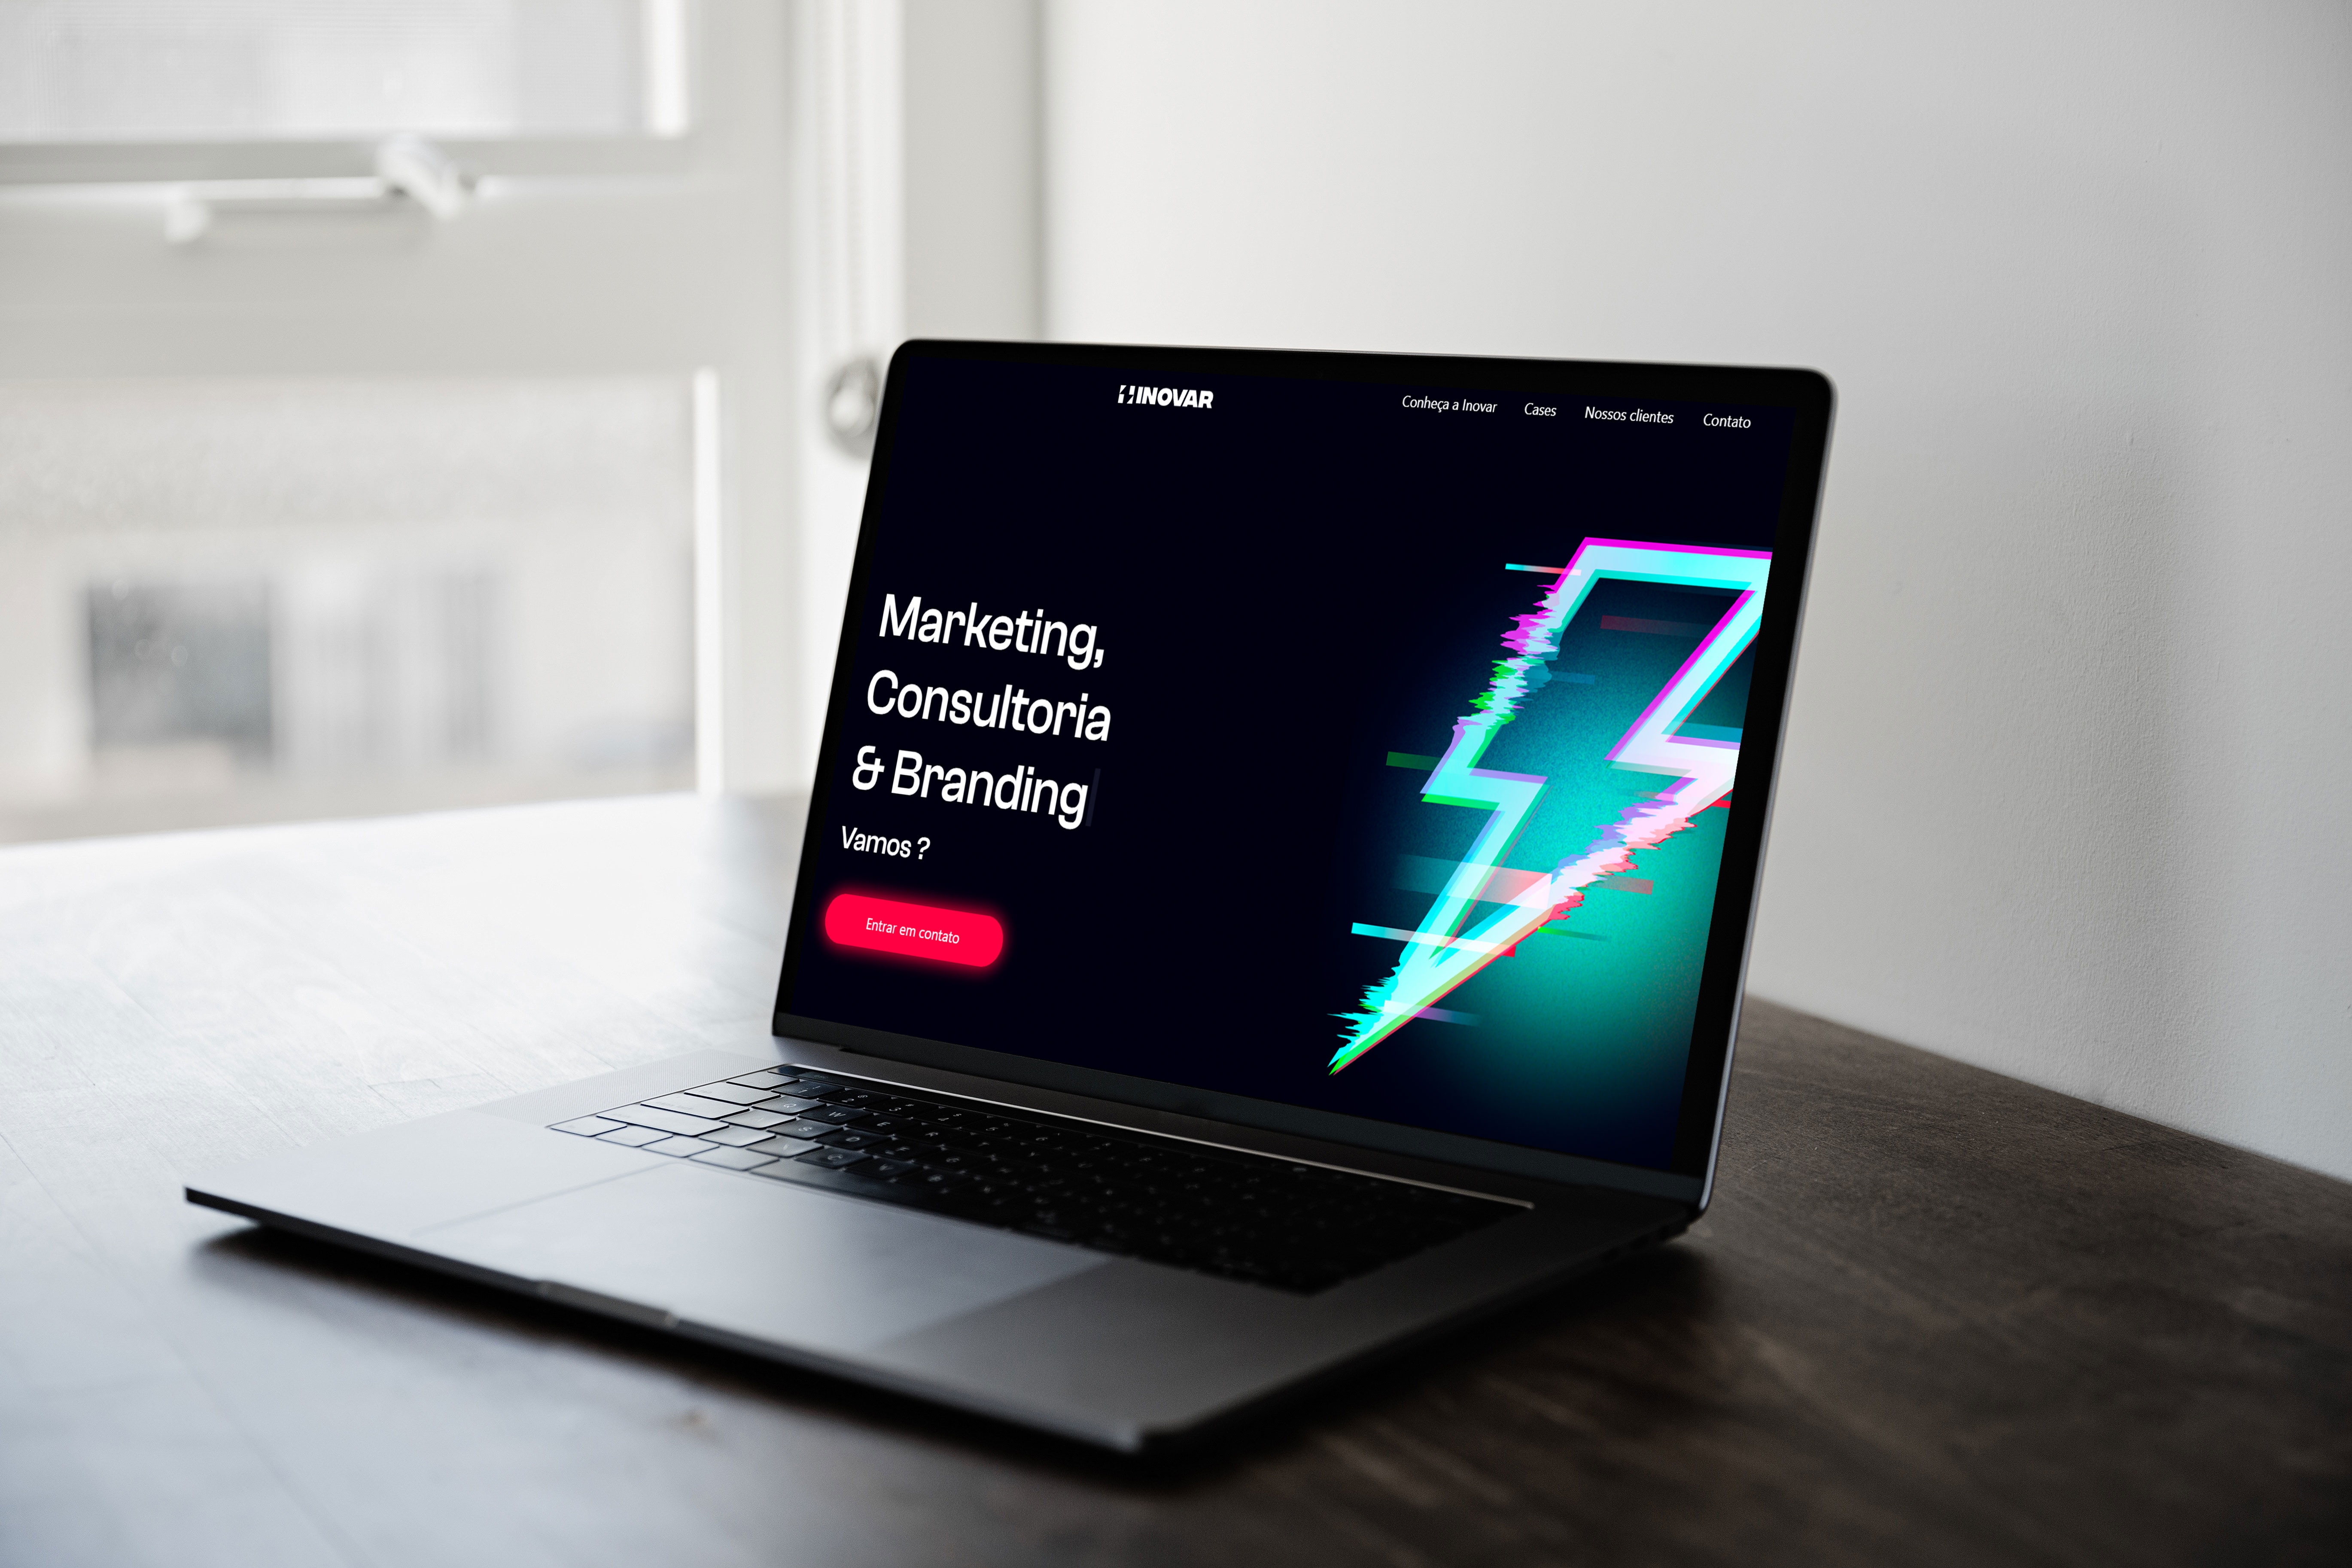 INOVAR
Conheça a Inovar Cases Nossos clientes Contato
Marketing,
Consultoria
& Branding
Vamos ?
Entrar em contato